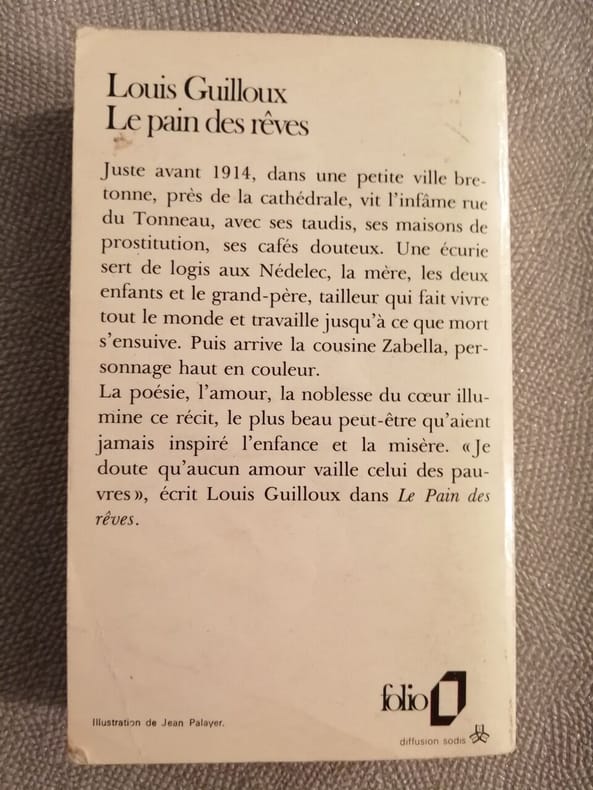 Louis Guilloux
Le pain des rêves
Juste avant 1914, dans une petite ville bre-
tonne, près de la cathédrale, vit l'infâme rue
du Tonneau, avec ses taudis, ses maisons de
prostitution, ses cafés douteux. Une écurie
sert de logis aux Nédelec, la mère, les deux
enfants et le grand-père, tailleur qui fait vivre
tout le monde et travaille jusqu'à ce que mort
s'ensuive. Puis arrive la cousine Zabella, per-
sonnage haut en couleur.
La poésie, l'amour, la noblesse du cœur illu-
mine ce récit, le plus beau peut-être qu'aient
jamais inspiré l'enfance et la misère. «Je
doute qu'aucun amour vaille celui des pau-
vres», écrit Louis Guilloux dans Le Pain des
rêves.
folio
Illustration de Jean Palayer.
diffusion sodis